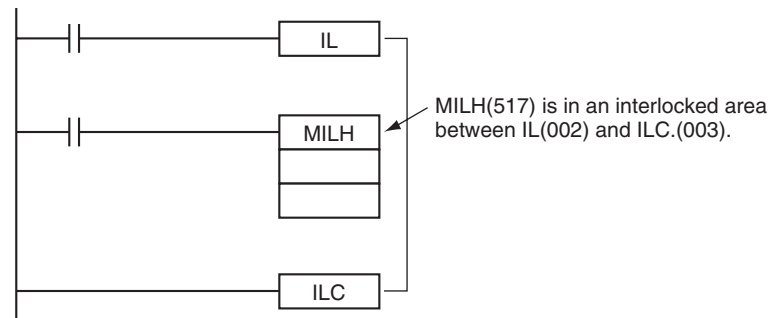 IL
MILH(517) is in an interlocked area
between IL(002) and ILC.(003).
MILH
ILC